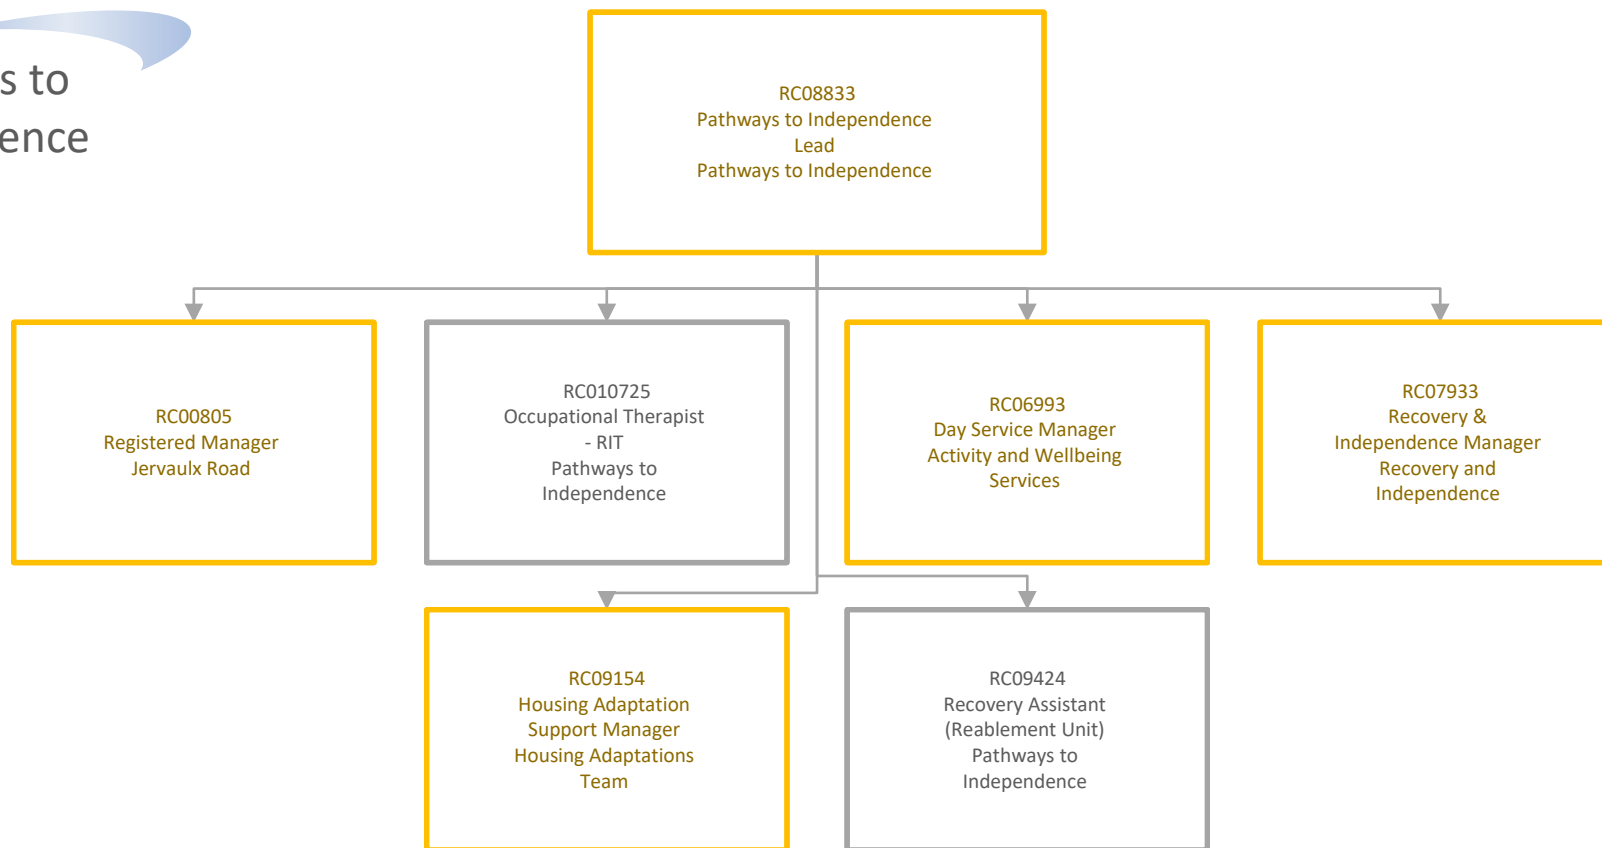 s to
ence
RC08833
Pathways to Independence
Lead
Pathways to Independence
RC00805
Registered Manager
Jervaulx Road
RC010725
Occupational Therapist
- RIT
Pathways to
Independence
RC06993
Day Service Manager
Activity and Wellbeing
Services
RC07933
Recovery &
Independence Manager
Recovery and
Independence
RC09154
Housing Adaptation
Support Manager
Housing Adaptations
Team
RC09424
Recovery Assistant
(Reablement Unit)
Pathways to
Independence